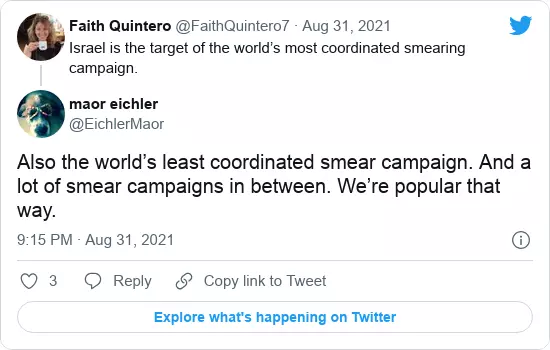 Faith Quintero @FaithQuintero7 · Aug 31, 2021
Israel is the target of the world’s most coordinated smearing
campaign.
maor eichler
@EichlerMaor
Also the world’s least coordinated smear campaign. And a
lot of smear campaigns in between. We’re popular that
way.
9:15 PM · Aug 31, 2021
3 Reply Copy link to Tweet
Explore what's happening on Twitter